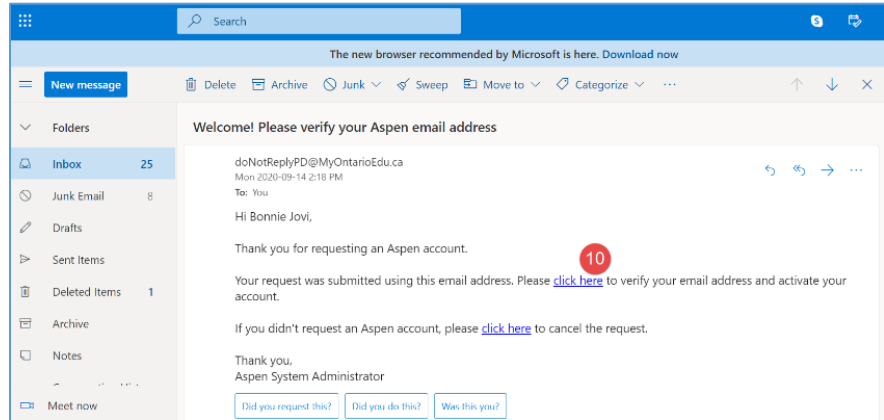 Search
The new browser recommended by Microsoft is here. Download now
New message
Delete Archive Junk Sweep Move to Categorize ...
Folders
Welcome! Please verify your Aspen email address
Inbox 25
doNotReplyPD@MyOntarioEdu.ca
Mon 2020-09-14 2:18 PM
To: You
Junk Email 8
Hi Bonnie Jovi,
Drafts
Thank you for requesting an Aspen account.
Sent Items
10
Your request was submitted using this email address. Please click here to verify your email address and activate your
account.
Deleted Items 1
Archive
If you didn't request an Aspen account, please click here to cancel the request.
Notes
Thank you,
Aspen System Administrator
Meet now
Did you request this? Did you do this? Was this you?